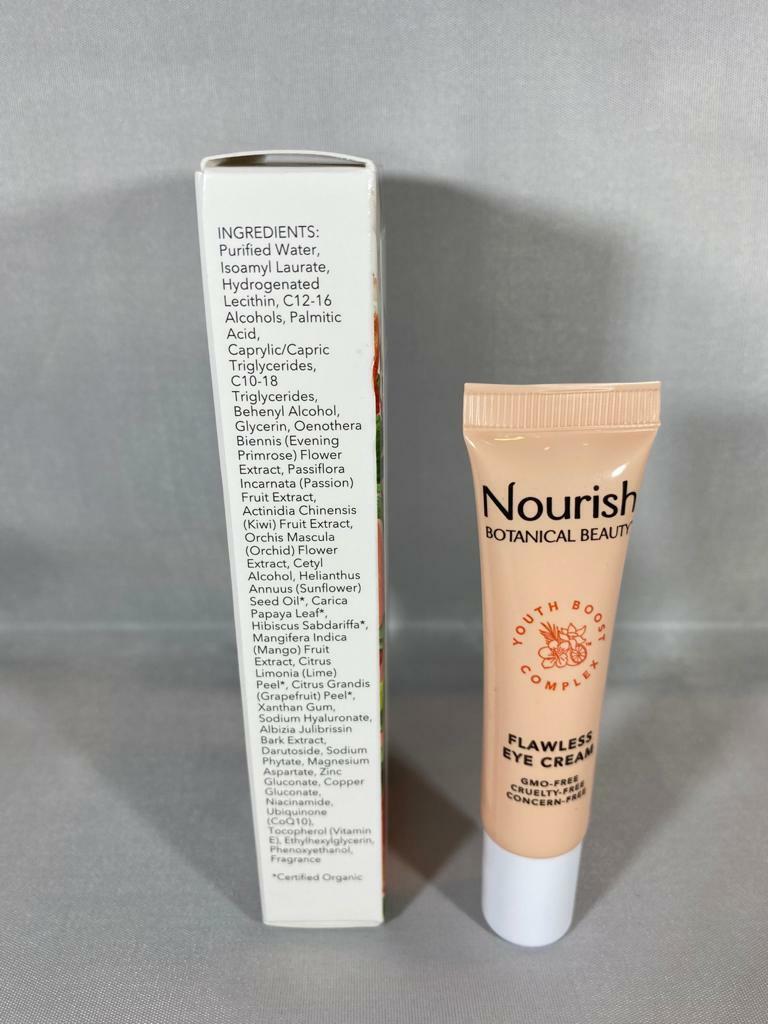 INGREDIENTS:
Purified Water,
Isoamyl Laurate,
Hydrogenated
Lecithin, C12-16
Alcohols, Palmitic
Acid,
Caprylic/Capric
Triglycerides,
C10-18
Triglycerides,
Behenyl Alcohol,
Glycerin, Oenothera
Biennis (Evening
Primrose) Flower
Extract, Passiflora
Incarnata (Passion)
Fruit Extract,
Actinidia Chinensis
(Kiwi) Fruit Extract,
Orchis Mascula
(Orchid) Flower
Extract, Cetyl
Alcohol, Helianthus
Annuus (Sunflower)
Seed Oil*, Carica
Papaya Leaf*,
Hibiscus Sabdariffa*,
Mangifera Indica
(Mango) Fruit
Extract, Citrus
Limonia (Lime)
Peel*, Citrus Grandis
(Grapefruit) Peel*,
Xanthan Gum,
Sodium Hyaluronate,
Albizia Julibrissin
Bark Extract,
Darutoside, Sodium
Phytate, Magnesium
Aspartate, Zinc
Gluconate, Copper
Gluconate,
Niacinamide,
Ubiquinone
(CoQ10),
Tocopherol (Vitamin
E), Ethylhexylglycerin,
Phenoxyethanol,
Fragrance
*Certified Organic
Nourish
BOTANICAL BEAUTY
YOUTH BOOST
COMPLEX
FLAWLESS
EYE CREAM
GMO-FREE
CRUELTY-FREE
CONCERN-FREE